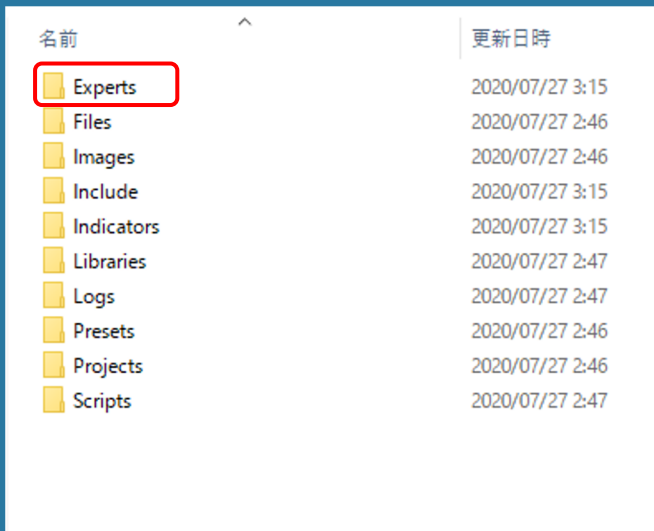 名前 更新日時
Experts 2020/07/27 3:15
Files 2020/07/27 2:46
Images 2020/07/27 2:46
Include 2020/07/27 3:15
Indicators 2020/07/27 3:15
Libraries 2020/07/27 2:47
Logs 2020/07/27 2:47
Presets 2020/07/27 2:46
Projects 2020/07/27 2:46
Scripts 2020/07/27 2:47